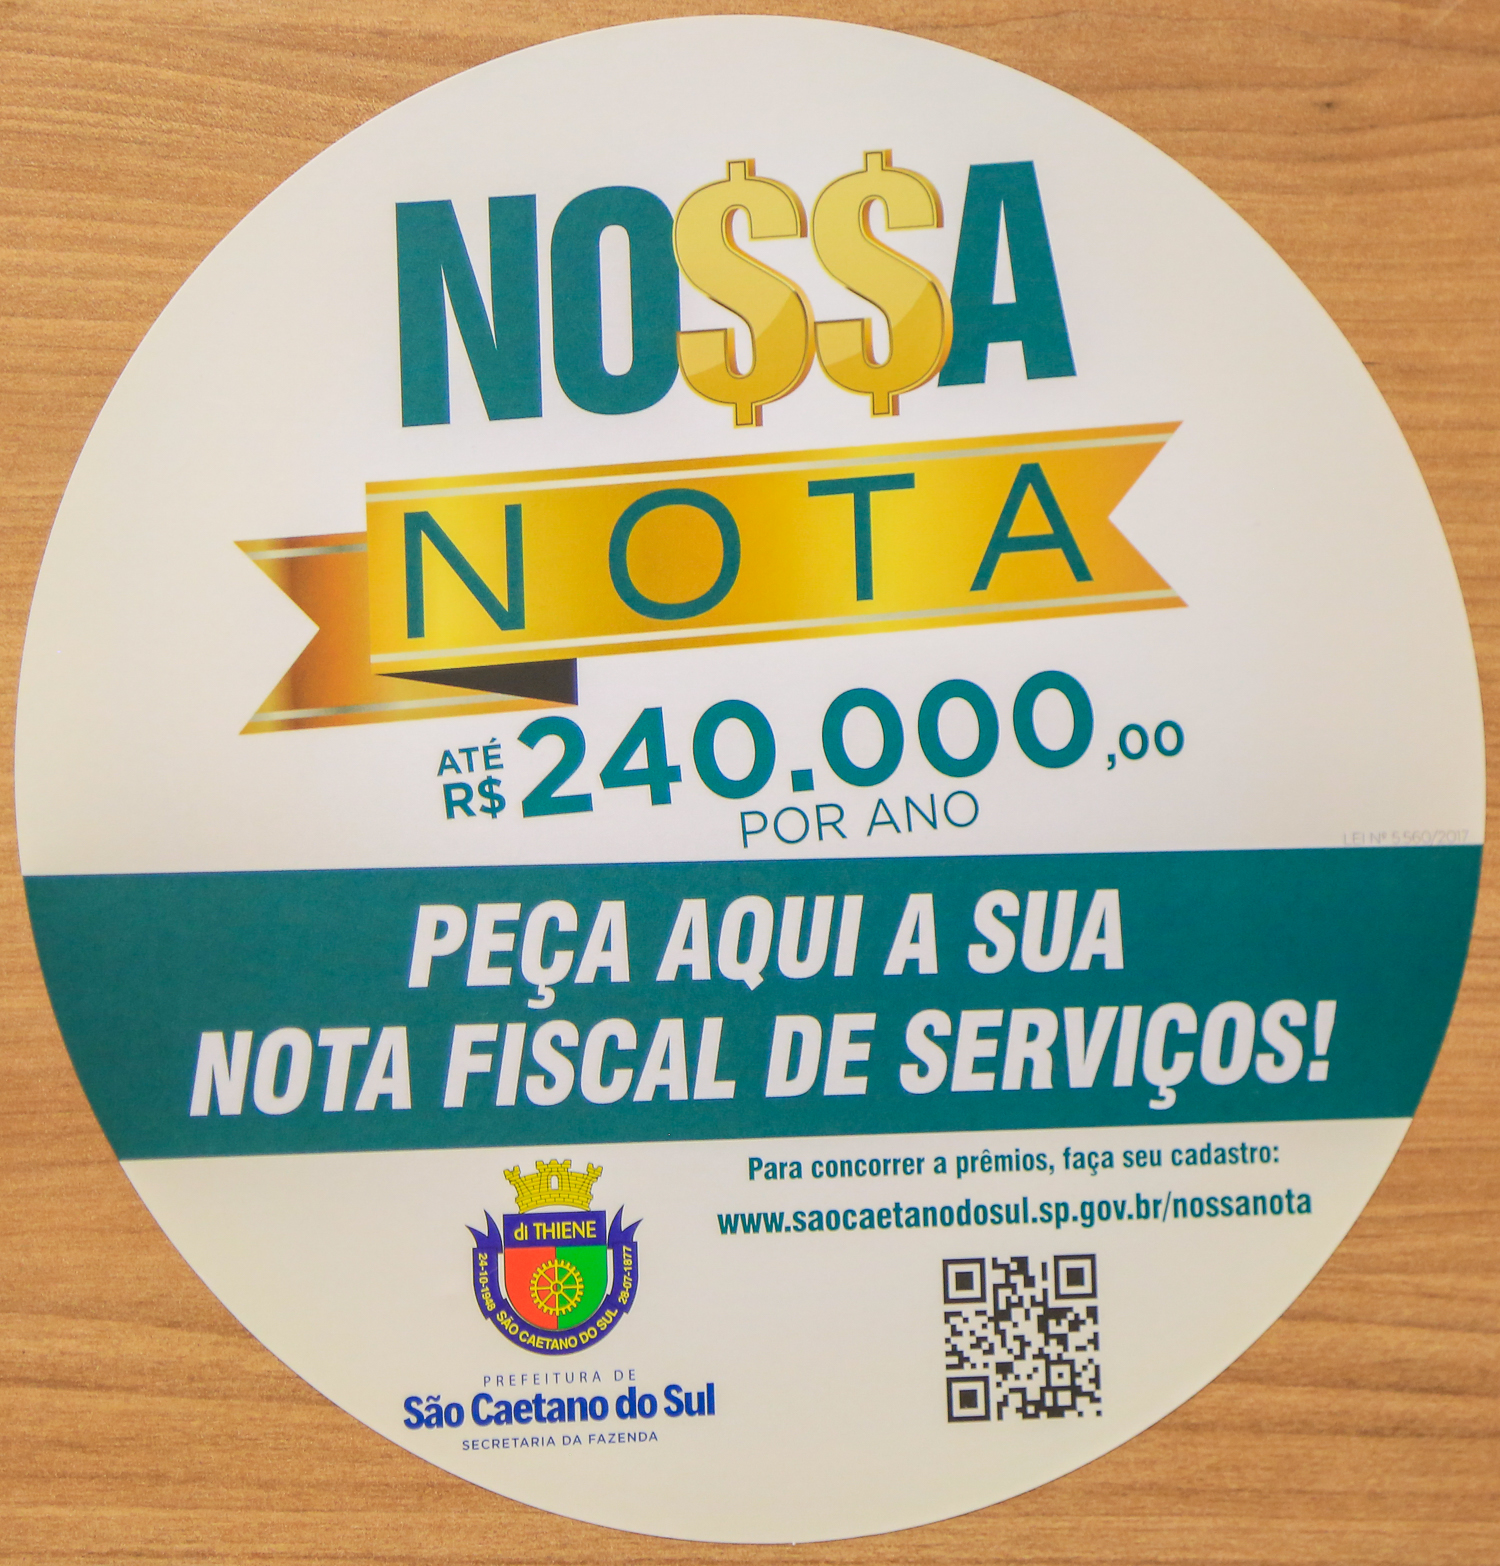 NO$$A
NOTA
ATÉ
R$ 240.000,00
POR ANO
LEI Nº 5.560/2017
PEÇA AQUI A SUA
NOTA FISCAL DE SERVIÇOS!
Para concorrer a prêmios, faça seu cadastro:
www.saocaetanodosul.sp.gov.br/nossanota
di THIENE
24-10-1948 SÃO CAETANO DO SUL 28-07-1877
PREFEITURA DE
São Caetano do Sul
SECRETARIA DA FAZENDA